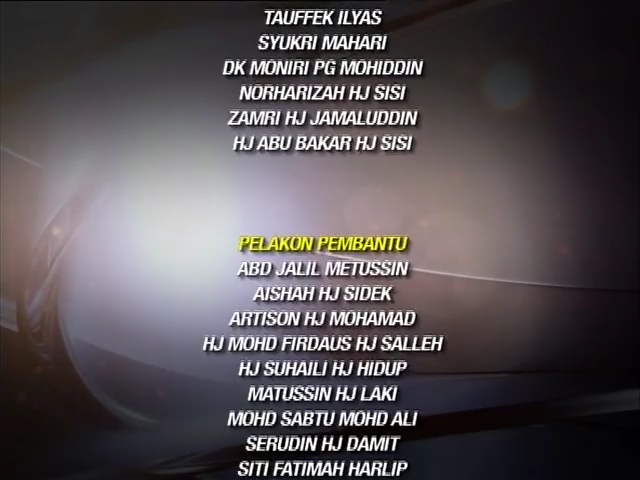 TAUFFEK ILYAS
SYUKRI MAHARI
DK MONIRI PG MOHIDDIN
NORHARIZAH HJ SISI
ZAMRI HJ JAMALUDDIN
HJ ABU BAKAR HJ SISI
PELAKON PEMBANTU
ABD JALIL METUSSIN
AISHAH HJ SIDEK
ARTISON HJ MOHAMAD
HJ MOHD FIRDAUS HJ SALLEH
HJ SUHAILI HJ HIDUP
MATUSSIN HJ LAKI
MOHD SABTU MOHD ALI
SERUDIN HJ DAMIT
SITI FATIMAH HARLIP